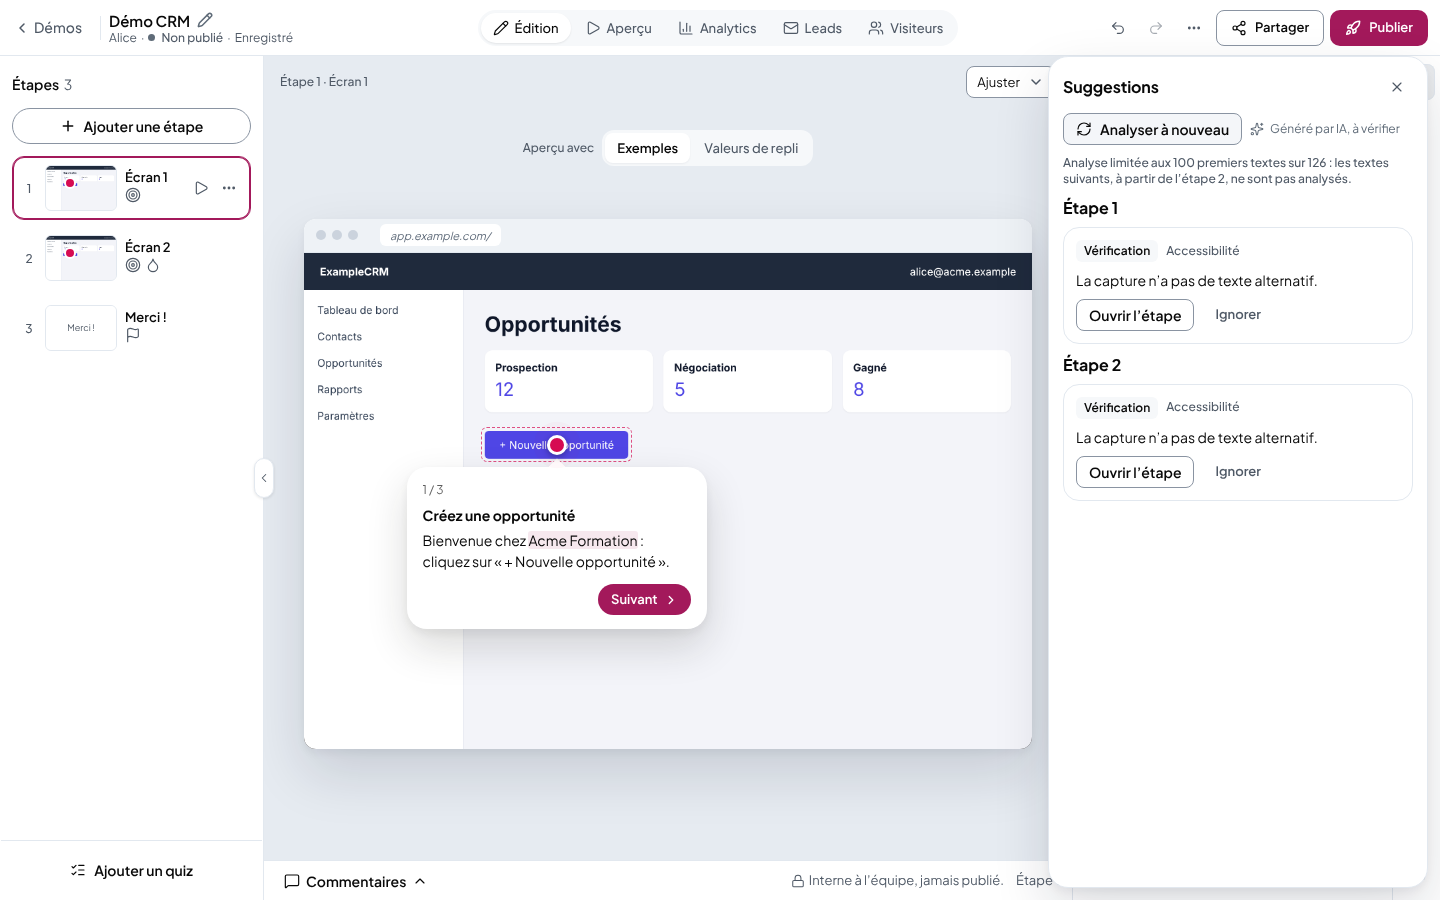 Démos
Démo CRM
Alice · Non publié · Enregistré
Édition
Aperçu
Analytics
Leads
Visiteurs
Partager
Publier
Étapes 3
Ajouter une étape
1
Écran 1
2
Écran 2
3
Merci !
Merci !
Ajouter un quiz
Étape 1 · Écran 1
Ajuster
Aperçu avec
Exemples
Valeurs de repli
app.example.com/
ExampleCRM
alice@acme.example
Tableau de bord
Contacts
Opportunités
Rapports
Paramètres
Opportunités
Prospection
12
Négociation
5
Gagné
8
1 / 3
Créez une opportunité
Bienvenue chez Acme Formation :
cliquez sur « + Nouvelle opportunité ».
Suivant
Commentaires
Interne à l’équipe, jamais publié.
Étape
Suggestions
Analyser à nouveau
Généré par IA, à vérifier
Analyse limitée aux 100 premiers textes sur 126 : les textes
suivants, à partir de l’étape 2, ne sont pas analysés.
Étape 1
Vérification
Accessibilité
La capture n’a pas de texte alternatif.
Ouvrir l’étape
Ignorer
Étape 2
Vérification
Accessibilité
La capture n’a pas de texte alternatif.
Ouvrir l’étape
Ignorer